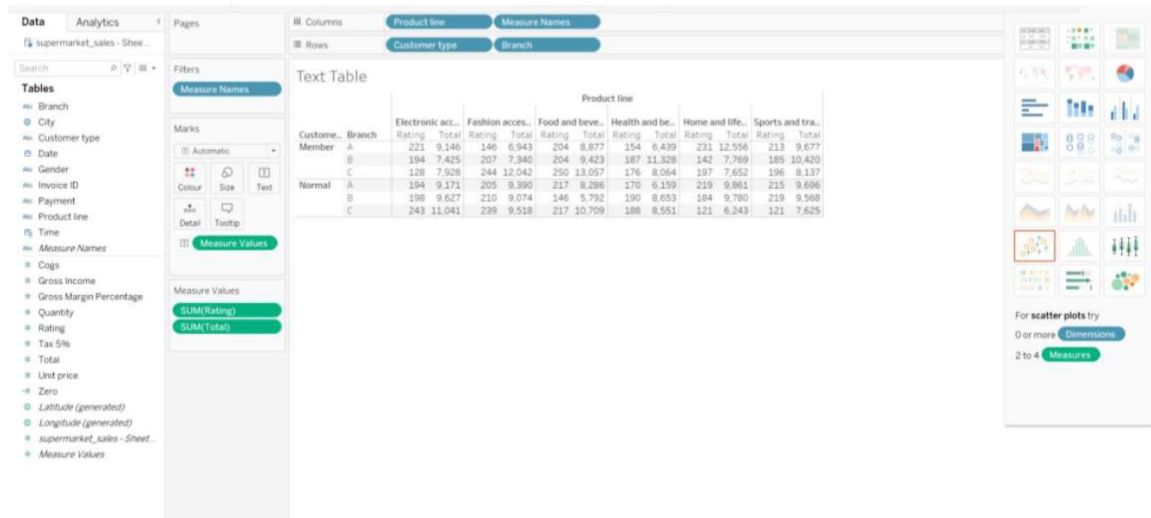 Data
Analytics
supermarket_sales - Shee...
Search
Tables
Abc Branch
City
Abc Customer type
Date
Abc Gender
Abc Invoice ID
Abc Payment
Abc Product line
Time
Abc Measure Names
# Cogs
# Gross Income
# Gross Margin Percentage
# Quantity
# Rating
# Tax 5%
# Total
# Unit price
=# Zero
Latitude (generated)
Longitude (generated)
# supermarket_sales - Sheet...
# Measure Values
Pages
Filters
Measure Names
Marks
Automatic
Colour Size Text
Detail Tooltip
Measure Values
Measure Values
SUM(Rating)
SUM(Total)
Columns Product line Measure Names
Rows Customer type Branch
Text Table
Product line
Electronic acc.. Fashion acces.. Food and beve.. Health and be.. Home and life.. Sports and tra..
Custome.. Branch Rating Total Rating Total Rating Total Rating Total Rating Total Rating Total
Member A 221 9,146 146 6,943 204 8,877 154 6,439 231 12,556 213 9,677
B 194 7,425 207 7,340 204 9,423 187 11,328 142 7,769 185 10,420
C 128 7,928 244 12,042 250 13,057 176 8,064 197 7,652 196 8,137
Normal A 194 9,171 205 9,390 217 8,286 170 6,159 219 9,861 215 9,696
B 198 9,627 210 9,074 146 5,792 190 8,653 184 9,780 219 9,568
C 243 11,041 239 9,518 217 10,709 188 8,551 121 6,243 121 7,625
For scatter plots try
0 or more Dimensions
2 to 4 Measures